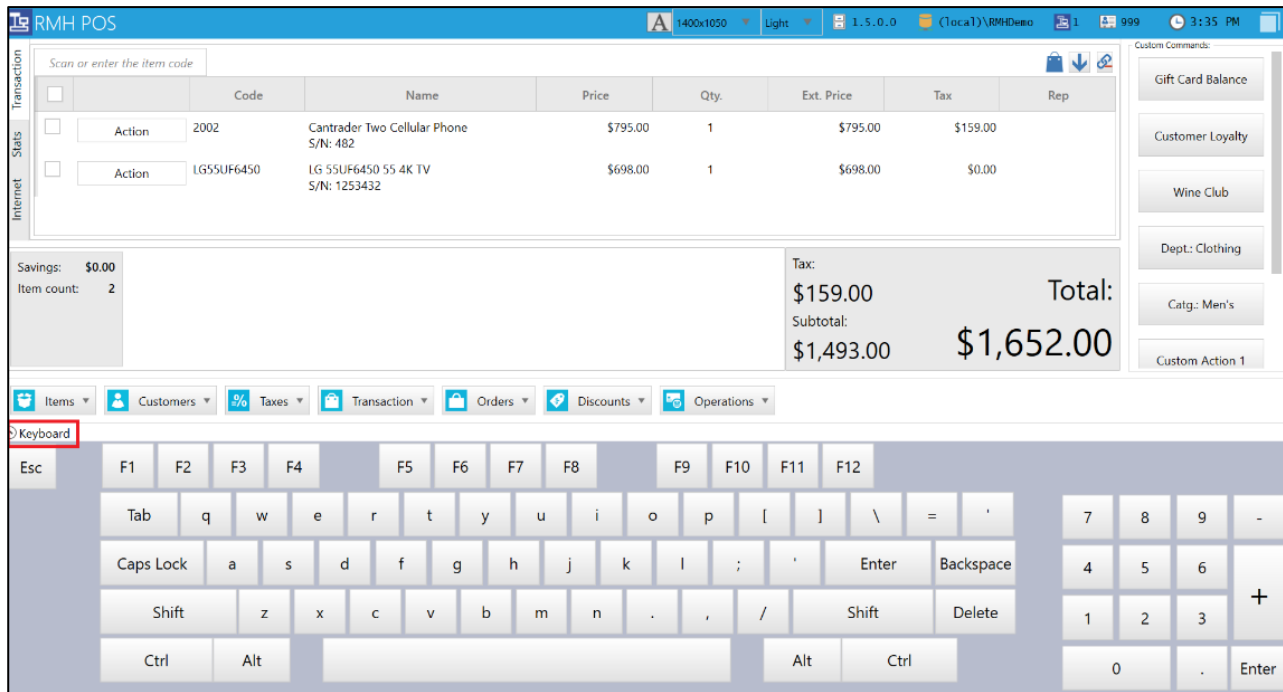 RMH POS
A 1400x1050 Light 1.5.0.0 (local)\RMHDemo 1 999 3:35 PM
Transaction
Stats
Internet
Scan or enter the item code
Code Name Price Qty. Ext. Price Tax Rep
Action 2002 Cantrader Two Cellular Phone $795.00 1 $795.00 $159.00
S/N: 482
Action LG55UF6450 LG 55UF6450 55 4K TV $698.00 1 $698.00 $0.00
S/N: 1253432
Custom Commands:
Gift Card Balance
Customer Loyalty
Wine Club
Dept.: Clothing
Catg.: Men's
Custom Action 1
Savings: $0.00
Item count: 2
Tax:
$159.00
Subtotal:
$1,493.00
Total:
$1,652.00
Items Customers Taxes Transaction Orders Discounts Operations
Keyboard
Esc F1 F2 F3 F4 F5 F6 F7 F8 F9 F10 F11 F12
Tab q w e r t y u i o p [ ] \ = '
Caps Lock a s d f g h j k l ; ' Enter Backspace
Shift z x c v b m n . , / Shift Delete
Ctrl Alt Alt Ctrl
7 8 9 -
4 5 6 +
1 2 3
0 . Enter